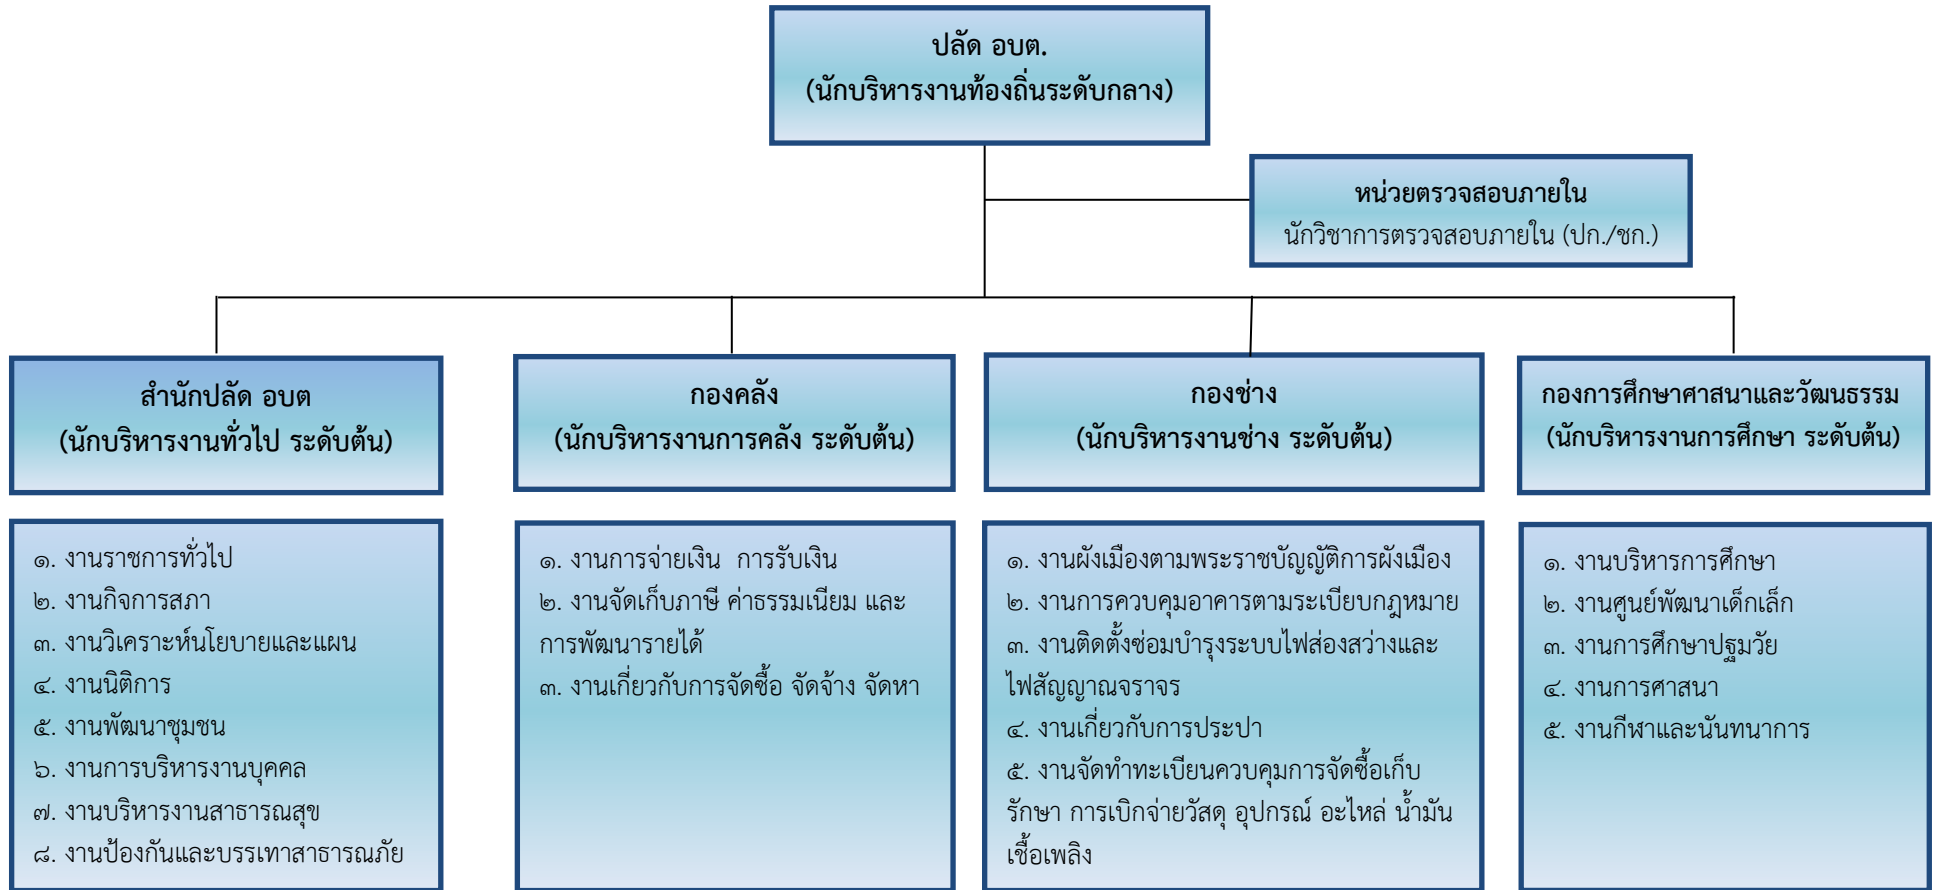 ปลัด อบต.
(นักบริหารงานท้องถิ่นระดับกลาง)
หน่วยตรวจสอบภายใน
นักวิชาการตรวจสอบภายใน (ปก./ชก.)
สำนักปลัด อบต
(นักบริหารงานทั่วไป ระดับต้น)
กองคลัง
(นักบริหารงานการคลัง ระดับต้น)
กองช่าง
(นักบริหารงานช่าง ระดับต้น)
กองการศึกษาศาสนาและวัฒนธรรม
(นักบริหารงานการศึกษา ระดับต้น)
๑. งานราชการทั่วไป
๒. งานกิจการสภา
๓. งานวิเคราะห์นโยบายและแผน
๔. งานนิติการ
๕. งานพัฒนาชุมชน
๖. งานการบริหารงานบุคคล
๗. งานบริหารงานสาธารณสุข
๘. งานป้องกันและบรรเทาสาธารณภัย
๑. งานการจ่ายเงิน  การรับเงิน
๒. งานจัดเก็บภาษี ค่าธรรมเนียม และ
การพัฒนารายได้
๓. งานเกี่ยวกับการจัดซื้อ จัดจ้าง จัดหา
๑. งานผังเมืองตามพระราชบัญญัติการผังเมือง
๒. งานการควบคุมอาคารตามระเบียบกฎหมาย
๓. งานติดตั้งซ่อมบำรุงระบบไฟส่องสว่างและ
ไฟสัญญาณจราจร
๔. งานเกี่ยวกับการประปา
๕. งานจัดทำทะเบียนควบคุมการจัดซื้อเก็บ
รักษา การเบิกจ่ายวัสดุ อุปกรณ์ อะไหล่ น้ำมัน
เชื้อเพลิง
๑. งานบริหารการศึกษา
๒. งานศูนย์พัฒนาเด็กเล็ก
๓. งานการศึกษาปฐมวัย
๔. งานการศาสนา
๕. งานกีฬาและนันทนาการ